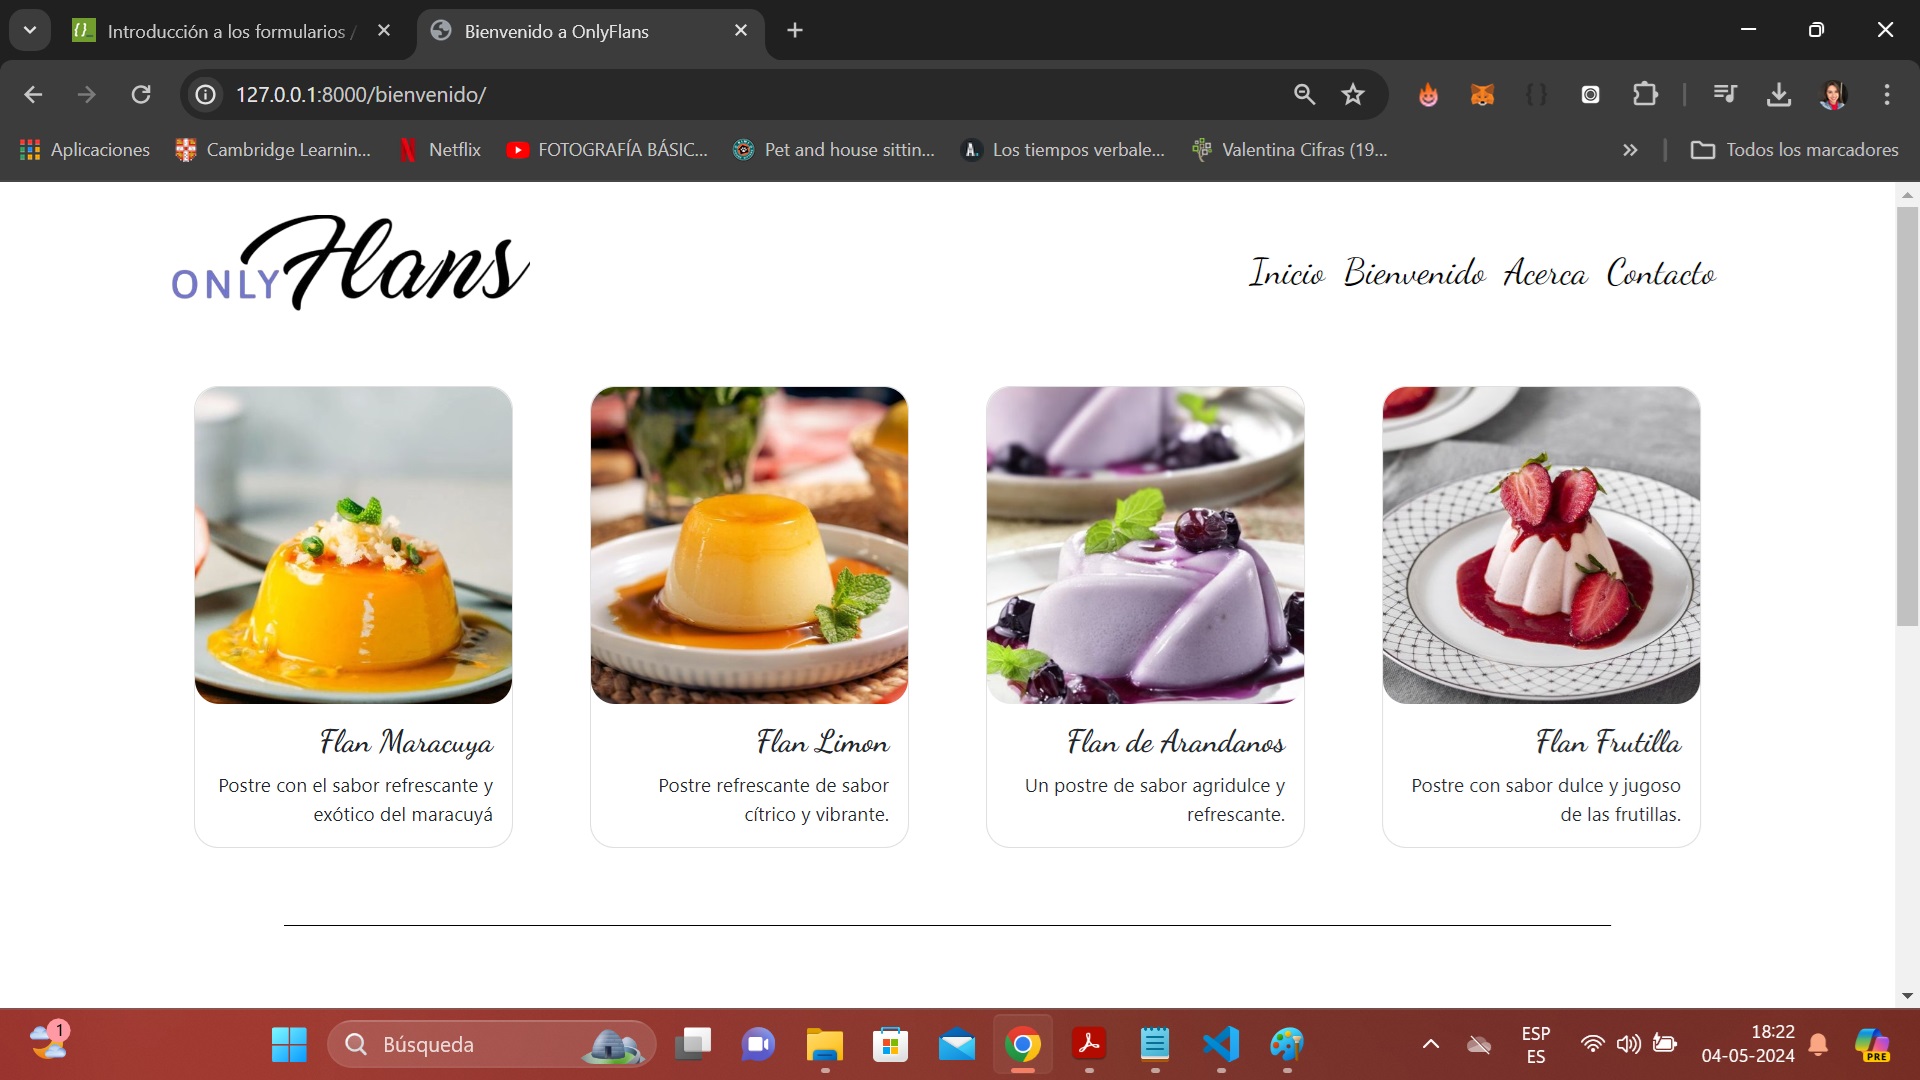 Introducción a los formularios /
Bienvenido a OnlyFlans
127.0.0.1:8000/bienvenido/
Aplicaciones
Cambridge Learnin...
Netflix
FOTOGRAFÍA BÁSIC...
Pet and house sittin...
A.
Los tiempos verbale...
Valentina Cifras (19...
Todos los marcadores
ONLY Flans
Inicio Bienvenido Acerca Contacto
Flan Maracuya
Postre con el sabor refrescante y
exótico del maracuyá
Flan Limon
Postre refrescante de sabor
cítrico y vibrante.
Flan de Arandanos
Un postre de sabor agridulce y
refrescante.
Flan Frutilla
Postre con sabor dulce y jugoso
de las frutillas.
1
Búsqueda
ESP
ES
18:22
04-05-2024
PRE